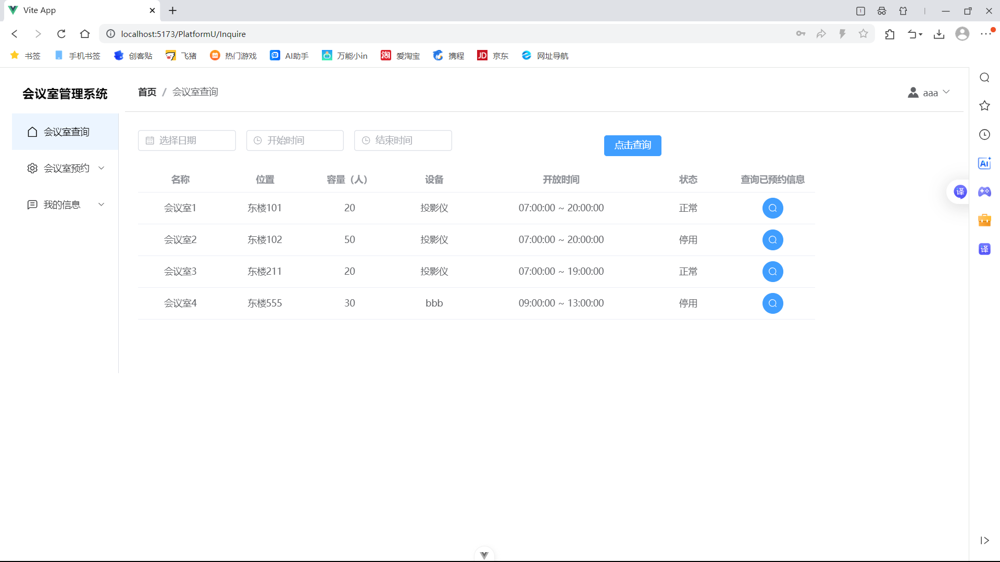 Vite App
1
localhost:5173/PlatformU/Inquire
书签 手机书签 创客贴 飞猪 热门游戏 AI助手 万能小in 淘 爱淘宝 携程 JD 京东 网址导航
会议室管理系统
首页 / 会议室查询
aaa
会议室查询
会议室预约
我的信息
选择日期 开始时间 结束时间 点击查询
名称 位置 容量（人） 设备 开放时间 状态 查询已预约信息
会议室1 东楼101 20 投影仪 07:00:00 ~ 20:00:00 正常
会议室2 东楼102 50 投影仪 07:00:00 ~ 20:00:00 停用
会议室3 东楼211 20 投影仪 07:00:00 ~ 19:00:00 正常
会议室4 东楼555 30 bbb 09:00:00 ~ 13:00:00 停用
AI
译
译